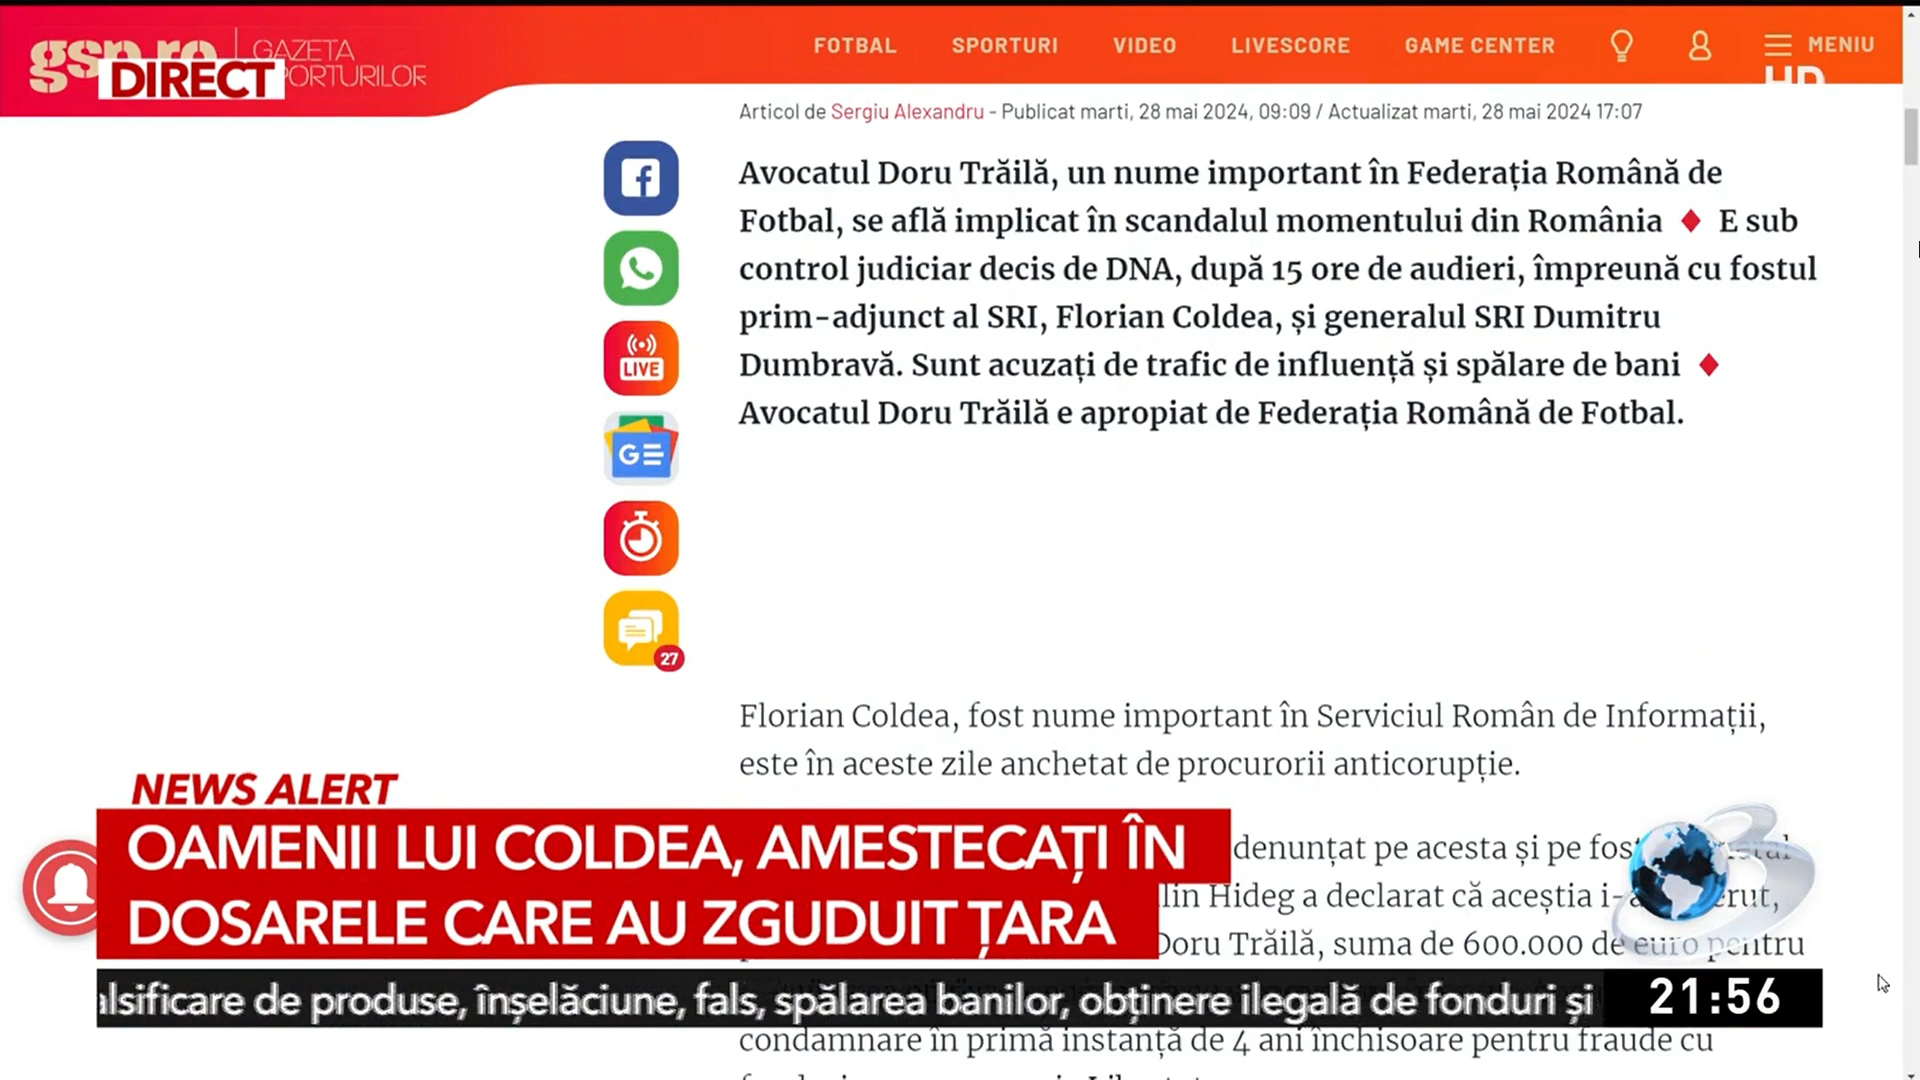 gsp.ro GAZETA
DIRECT PORTURILOR
FOTBAL SPORTURI VIDEO LIVESCORE GAME CENTER MENIU
HD
Articol de Sergiu Alexandru - Publicat marti, 28 mai 2024, 09:09 / Actualizat marti, 28 mai 2024 17:07
Avocatul Doru Trăilă, un nume important în Federația Română de
Fotbal, se află implicat în scandalul momentului din România ♦ E sub
control judiciar decis de DNA, după 15 ore de audieri, împreună cu fostul
prim-adjunct al SRI, Florian Coldea, și generalul SRI Dumitru
Dumbravă. Sunt acuzați de trafic de influență și spălare de bani ♦
Avocatul Doru Trăilă e apropiat de Federația Română de Fotbal.
LIVE
G
27
Florian Coldea, fost nume important în Serviciul Român de Informații,
este în aceste zile anchetat de procurorii anticorupție.
denunțat pe acesta și pe
lin Hideg a declarat că aceștia
Doru Trăilă, suma de 600.000 de euro pentru
condamnare în primă instanță de 4 ani închisoare pentru fraude cu
NEWS ALERT
OAMENII LUI COLDEA, AMESTECAȚI ÎN
DOSARELE CARE AU ZGUDUIT ȚARA
alsificare de produse, înșelăciune, fals, spălarea banilor, obținere ilegală de fonduri și
21:56